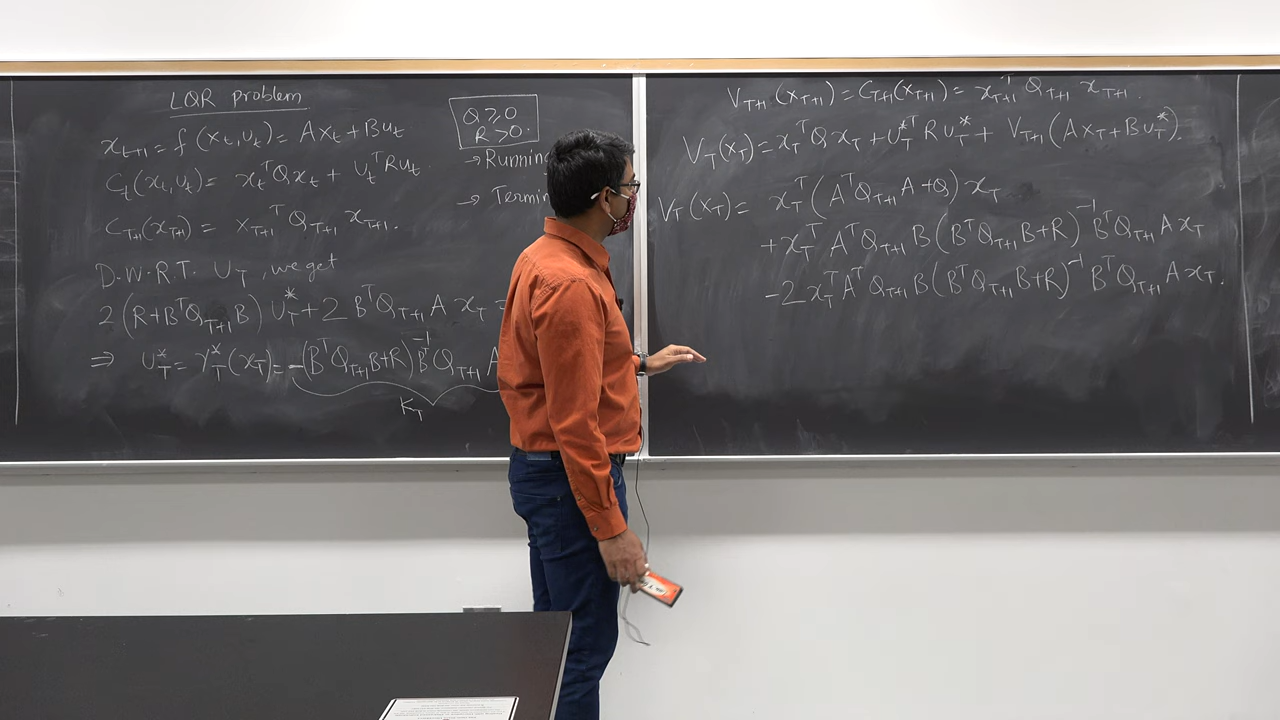 LQR problem
x_{t+1} = f(x_t, u_t) = Ax_t + Bu_t
C_t(x_t, u_t) = x_t^T Q x_t + u_t^T R u_t
C_{T+1}(x_{T+1}) = x_{T+1}^T Q_{T+1} x_{T+1}.
D.W.R.T. U_T, we get
2(R+B^T Q_{T+1} B) U_T^* + 2 B^T Q_{T+1} A x_T =
⇒ U_T^* = γ_T^*(x_T) = -(B^T Q_{T+1} B+R)^{-1} B^T Q_{T+1} A
K_T
Q ≥ 0
R > 0.
→ Running
→ Termin
V_{T+1}(x_{T+1}) = C_{T+1}(x_{T+1}) = x_{T+1}^T Q_{T+1} x_{T+1}.
V_T(x_T) = x_T^T Q x_T + U_T^{*T} R U_T^* + V_{T+1}(A x_T + B u_T^*).
V_T(x_T) = x_T^T (A^T Q_{T+1} A + Q) x_T
+ x_T^T A^T Q_{T+1} B (B^T Q_{T+1} B+R)^{-1} B^T Q_{T+1} A x_T
- 2 x_T^T A^T Q_{T+1} B (B^T Q_{T+1} B+R)^{-1} B^T Q_{T+1} A x_T.